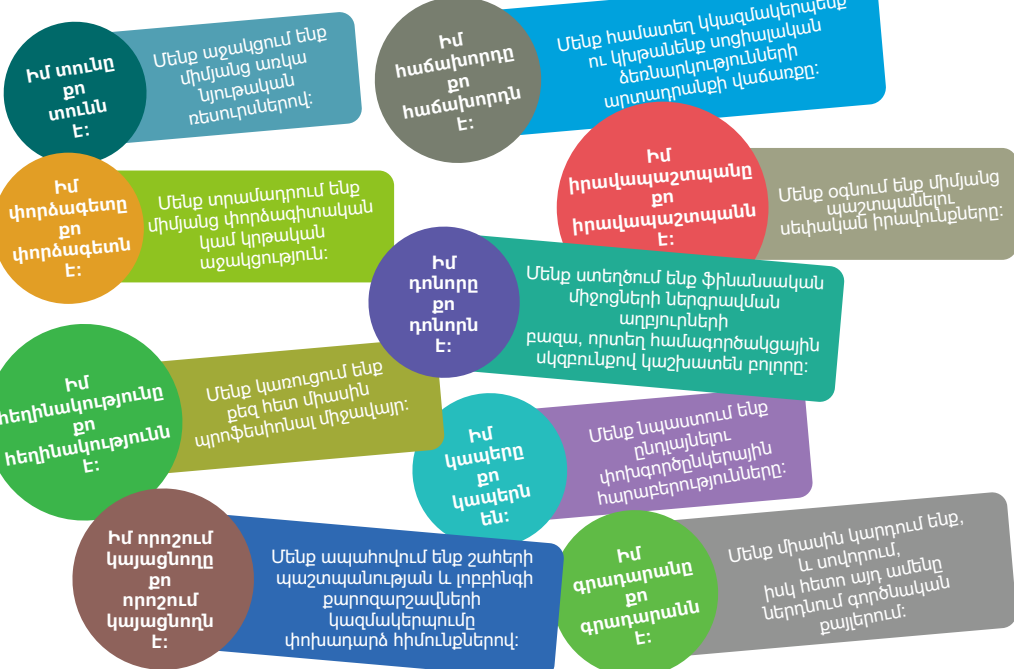 Իմ տունը
քո
տունն
է:
Մենք աջակցում ենք
միմյանց առկա
նյութական
ռեսուրսներով:
Իմ
հաճախորդը
քո
հաճախորդն
է:
Մենք համատեղ կկազմակերպենք
ու կխթանենք սոցիալական
ձեռնարկությունների
արտադրանքի վաճառքը:
Իմ
փորձագետը
քո
փորձագետն
է:
Մենք տրամադրում ենք
միմյանց փորձագիտական
կամ կրթական
աջակցություն:
Իմ
իրավապաշտպանը
քո
իրավապաշտպանն
է:
Մենք օգնում ենք միմյանց
պաշտպանելու
սեփական իրավունքները:
Իմ
դոնորը
քո
դոնորն
է:
Մենք ստեղծում ենք ֆինանսական
միջոցների ներգրավման
աղբյուրների
բազա, որտեղ համագործակցային
սկզբունքով կաշխատեն բոլորը:
Իմ
հեղինակությունը
քո
հեղինակությունն
է:
Մենք կառուցում ենք
քեզ հետ միասին
պրոֆեսիոնալ միջավայր:
Իմ
կապերը
քո
կապերն
են:
Մենք նպաստում ենք
ընդլայնելու
փոխգործընկերային
հարաբերությունները:
Իմ որոշում
կայացնողը
քո
որոշում
կայացնողն
է:
Մենք ապահովում ենք շահերի
պաշտպանության և լոբբինգի
քարոզարշավների
կազմակերպումը
փոխադարձ հիմունքներով:
Իմ
գրադարանը
քո
գրադարանն
է:
Մենք միասին կարդում ենք,
և սովորում,
իսկ հետո այդ ամենը
ներդնում գործնական
քայլերում: